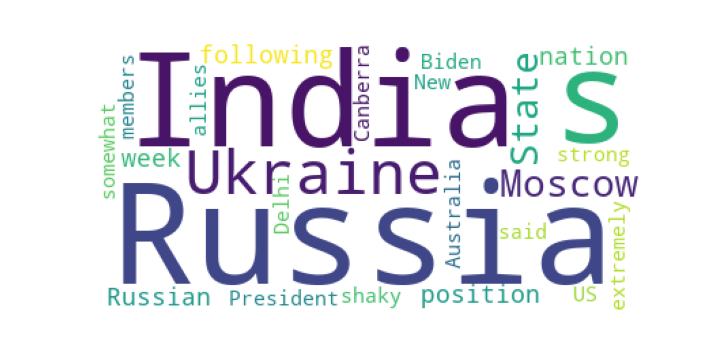 India s
Russia
Ukraine
Moscow
State
following
Biden
New
nation
members
allies
Canberra
somewhat
week
strong
Delhi
Australia
said
extremely
Russian
President
shaky
position
US